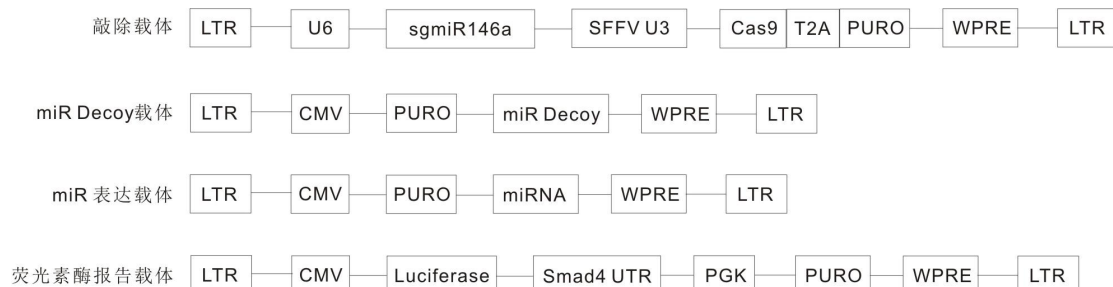 敲除载体 LTR U6 sgmiR146a SFFV U3 Cas9 T2A PURO WPRE LTR
miR Decoy载体 LTR CMV PURO miR Decoy WPRE LTR
miR 表达载体 LTR CMV PURO miRNA WPRE LTR
荧光素酶报告载体 LTR CMV Luciferase Smad4 UTR PGK PURO WPRE LTR